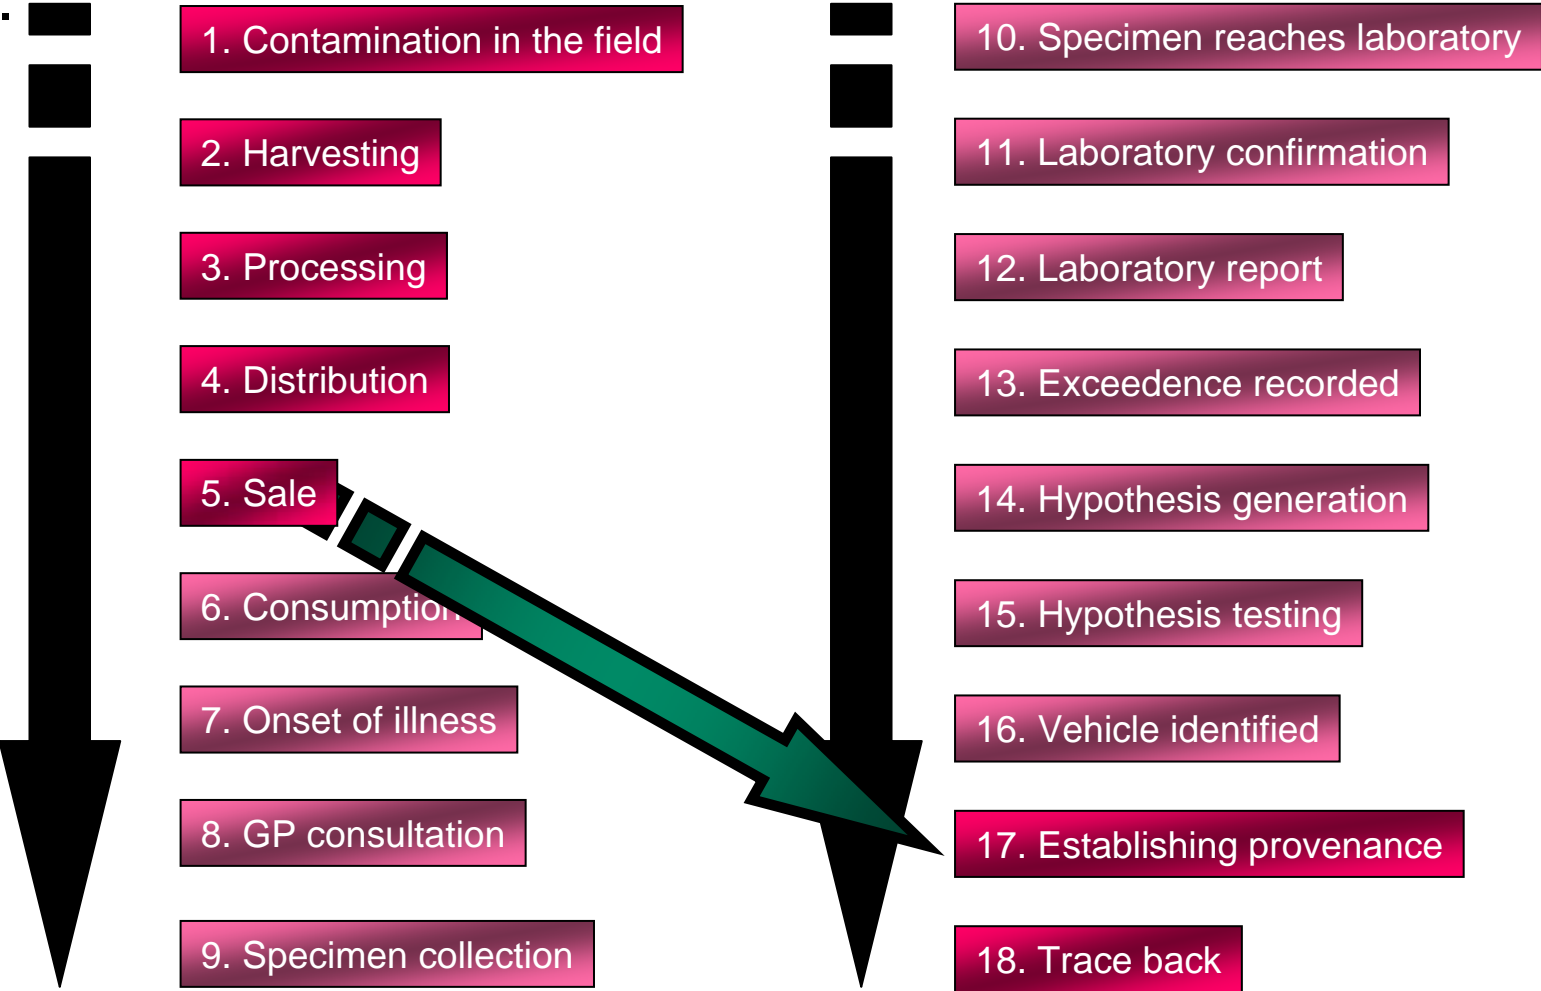 1. Contamination in the field
2. Harvesting
3. Processing
4. Distribution
5. Sale
6. Consumption
7. Onset of illness
8. GP consultation
9. Specimen collection
10. Specimen reaches laboratory
11. Laboratory confirmation
12. Laboratory report
13. Exceedence recorded
14. Hypothesis generation
15. Hypothesis testing
16. Vehicle identified
17. Establishing provenance
18. Trace back